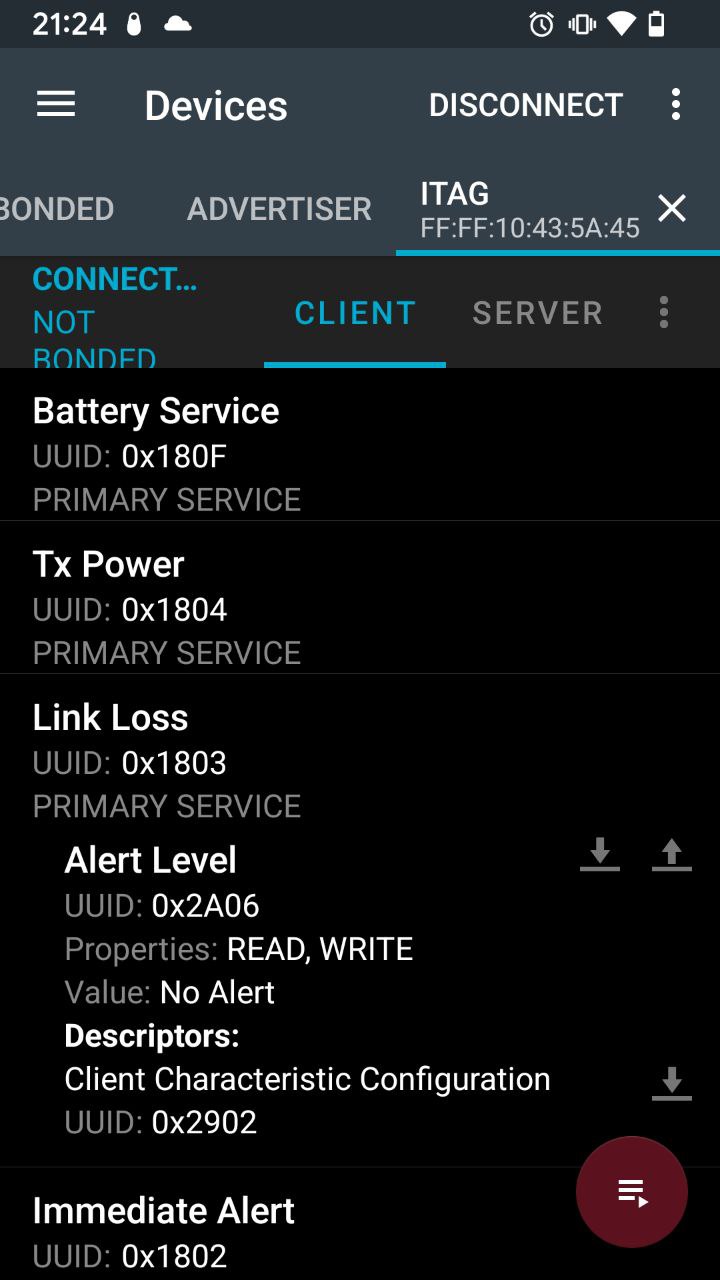 21:24
Devices
DISCONNECT
BONDED
ADVERTISER
ITAG
FF:FF:10:43:5A:45
CONNECT...
NOT
BONDED
CLIENT
SERVER
Battery Service
UUID: 0x180F
PRIMARY SERVICE
Tx Power
UUID: 0x1804
PRIMARY SERVICE
Link Loss
UUID: 0x1803
PRIMARY SERVICE
Alert Level
UUID: 0x2A06
Properties: READ, WRITE
Value: No Alert
Descriptors:
Client Characteristic Configuration
UUID: 0x2902
Immediate Alert
UUID: 0x1802